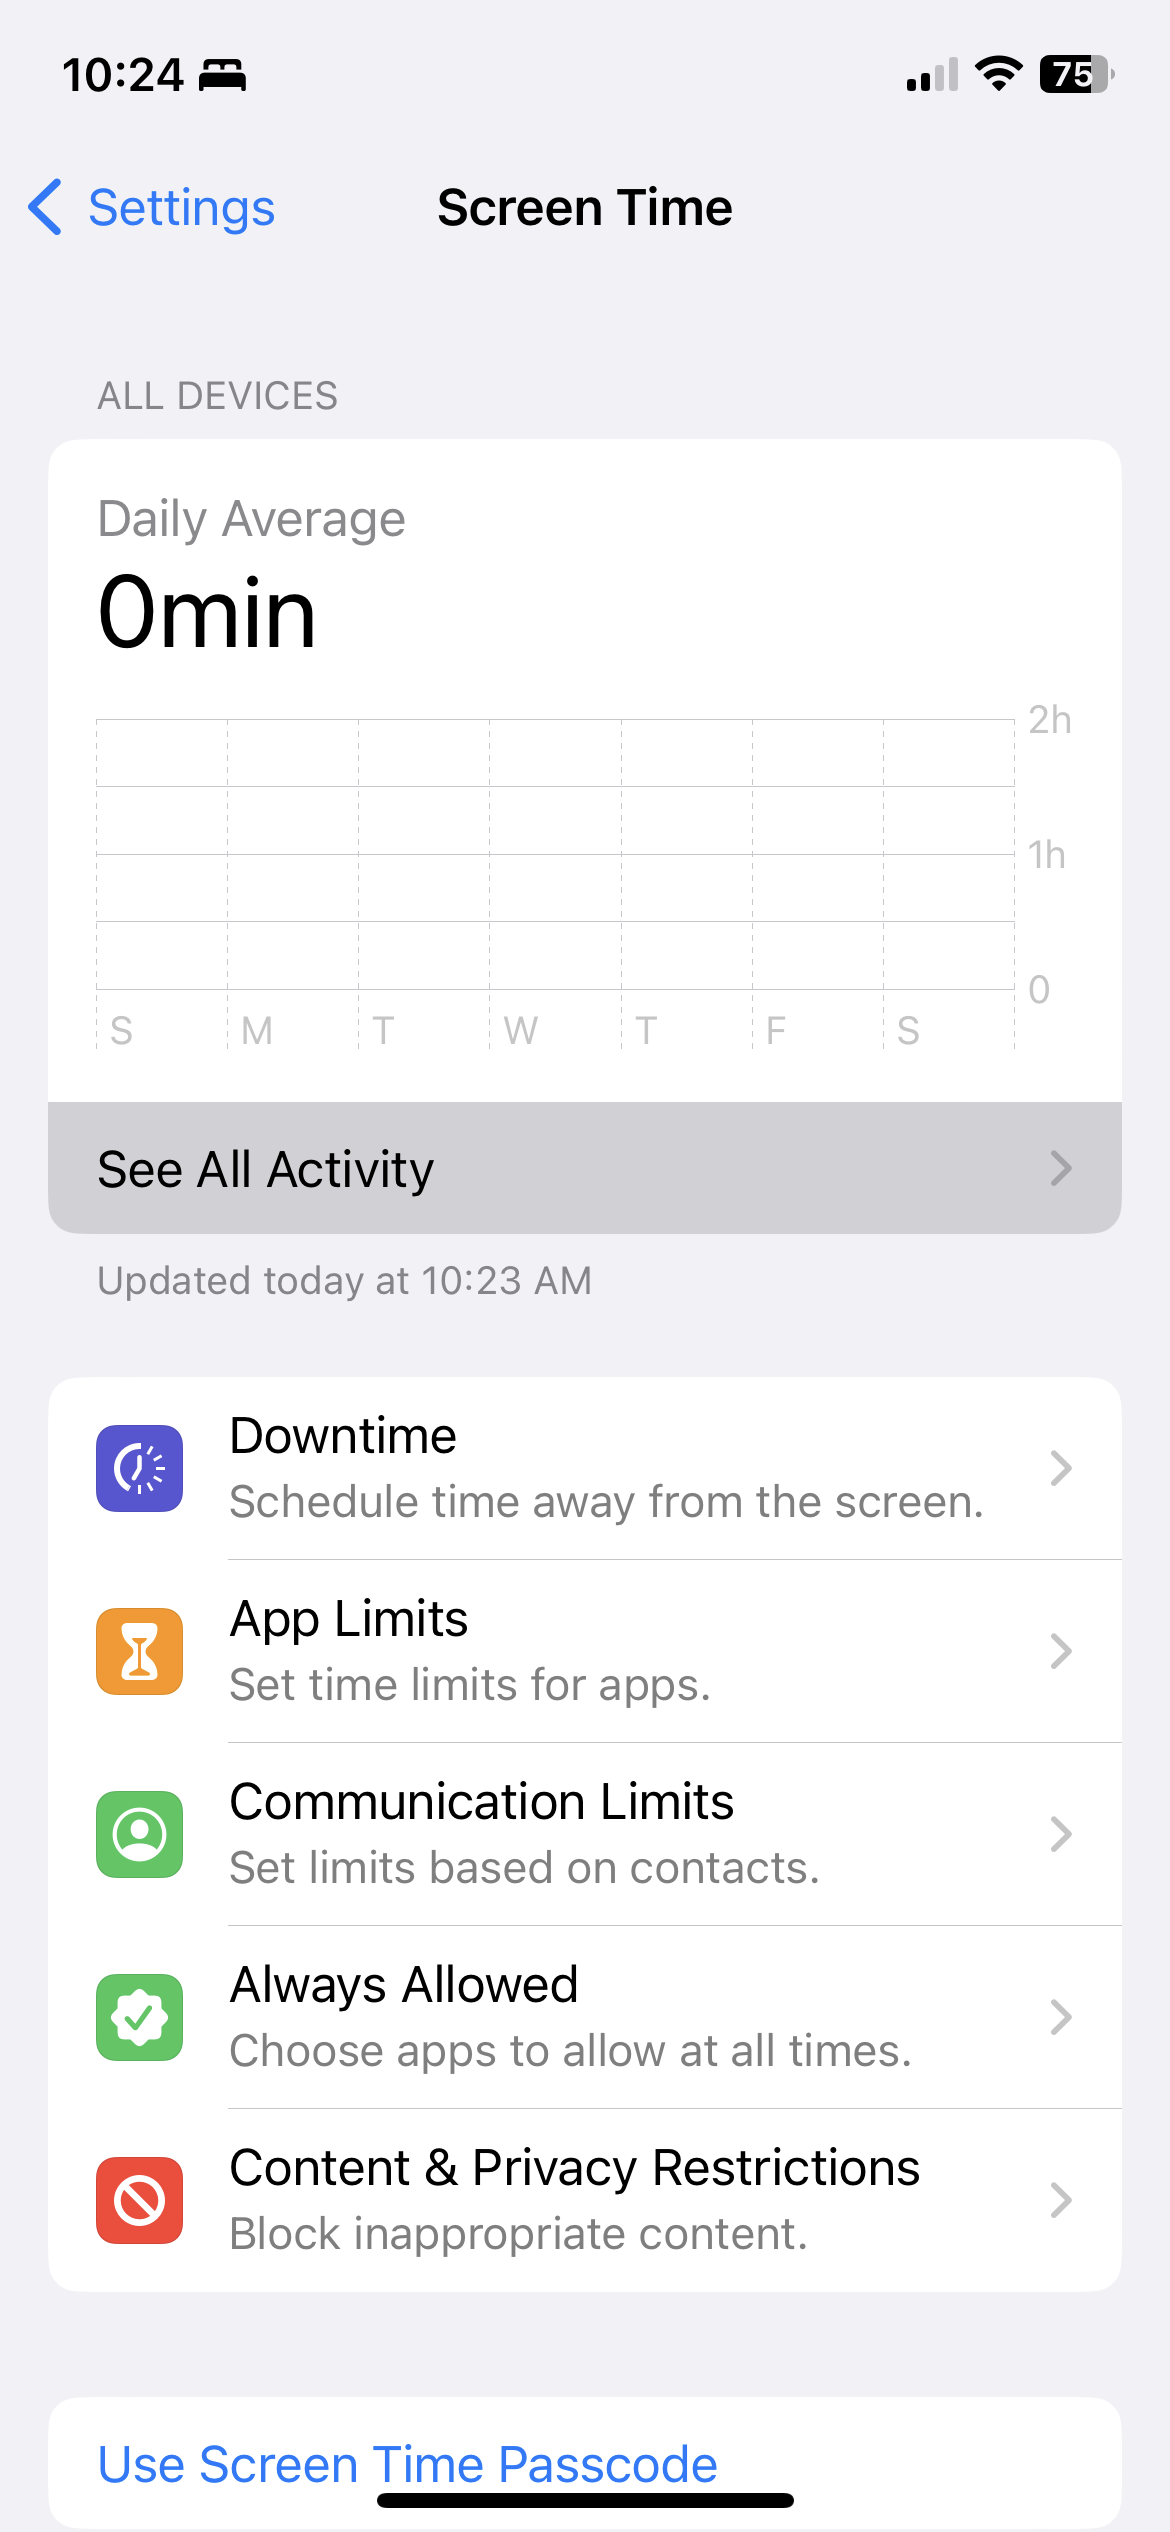 10:24
75
Settings
Screen Time
ALL DEVICES
Daily Average
0min
2h
1h
0
S M T W T F S
See All Activity
Updated today at 10:23 AM
Downtime
Schedule time away from the screen.
App Limits
Set time limits for apps.
Communication Limits
Set limits based on contacts.
Always Allowed
Choose apps to allow at all times.
Content & Privacy Restrictions
Block inappropriate content.
Use Screen Time Passcode